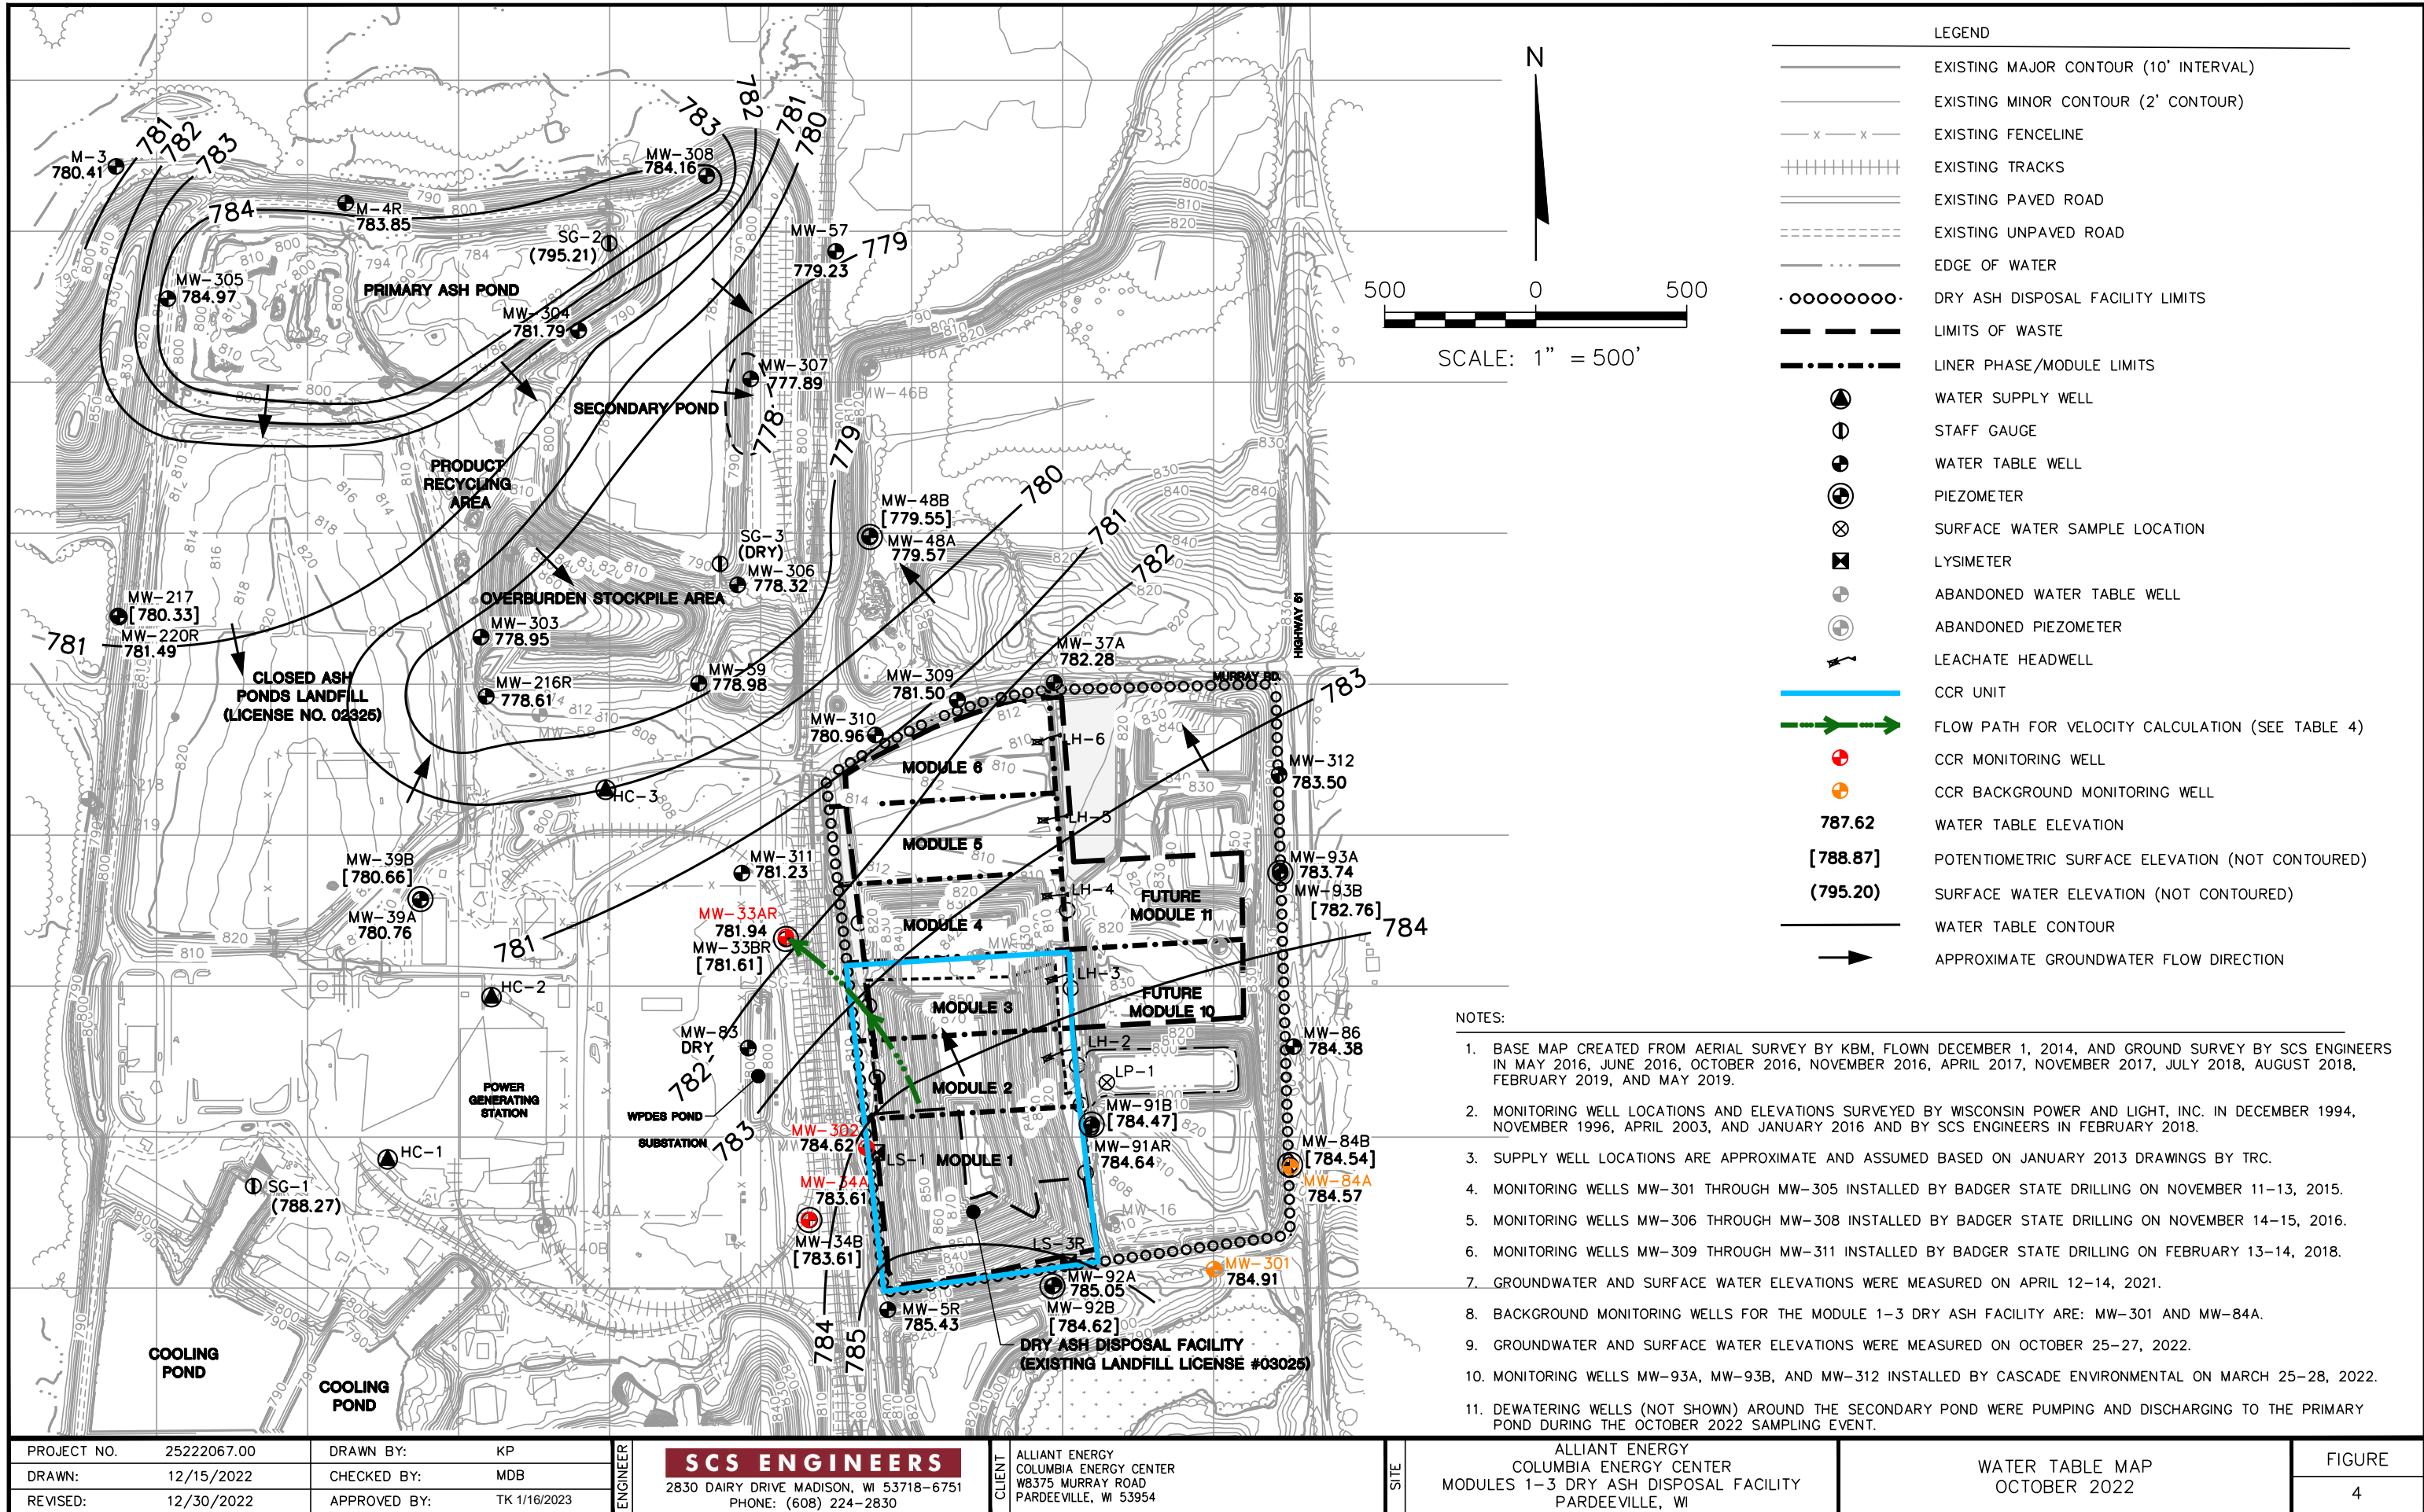 781
782
783
M-3
780.41
784
M-4R
783.85
MW-308
784.16
783
782
781
780
SG-2
(795.21)
MW-57
779.23
779
MW-305
784.97
PRIMARY ASH POND
MW-304
781.79
MW-307
777.89
MW-46A
MW-46B
SECONDARY POND
778
779
PRODUCT
RECYCLING
AREA
MW-48B
[779.55]
MW-48A
779.57
780
781
782
SG-3
(DRY)
MW-306
778.32
OVERBURDEN STOCKPILE AREA
MW-217
[780.33]
MW-220R
781.49
781
MW-303
778.95
CLOSED ASH
PONDS LANDFILL
(LICENSE NO. 02325)
MW-216R
778.61
MW-59
778.98
MW-309
781.50
MW-37A
782.28
HIGHWAY 51
MURRAY RD.
783
MW-310
780.96
LH-6
MODULE 6
MW-312
783.50
HC-3
LH-5
MODULE 5
MW-311
781.23
MW-39B
[780.66]
MW-39A
780.76
MW-93A
783.74
MW-93B
[782.76]
LH-4
FUTURE
MODULE 11
MW-33AR
781.94
MW-33BR
[781.61]
MODULE 4
784
781
HC-2
LH-3
MODULE 3
FUTURE
MODULE 10
MW-83
DRY
LH-2
MW-86
784.38
782
MODULE 2
LP-1
POWER
GENERATING
STATION
WPDES POND
SUBSTATION
783
MW-302
784.62
LS-1
MODULE 1
MW-91B
[784.47]
MW-91AR
784.64
MW-84B
[784.54]
MW-84A
784.57
HC-1
SG-1
(788.27)
MW-40A
MW-40B
MW-34A
783.61
MW-34B
[783.61]
MW-16
LS-3R
MW-301
784.91
MW-92A
785.05
MW-92B
[784.62]
MW-5R
785.43
784
785
DRY ASH DISPOSAL FACILITY
(EXISTING LANDFILL LICENSE #03025)
COOLING
POND
COOLING
POND
N
500 0 500
SCALE: 1" = 500'
LEGEND
EXISTING MAJOR CONTOUR (10' INTERVAL)
EXISTING MINOR CONTOUR (2' CONTOUR)
EXISTING FENCELINE
EXISTING TRACKS
EXISTING PAVED ROAD
EXISTING UNPAVED ROAD
EDGE OF WATER
DRY ASH DISPOSAL FACILITY LIMITS
LIMITS OF WASTE
LINER PHASE/MODULE LIMITS
WATER SUPPLY WELL
STAFF GAUGE
WATER TABLE WELL
PIEZOMETER
SURFACE WATER SAMPLE LOCATION
LYSIMETER
ABANDONED WATER TABLE WELL
ABANDONED PIEZOMETER
LEACHATE HEADWELL
CCR UNIT
FLOW PATH FOR VELOCITY CALCULATION (SEE TABLE 4)
CCR MONITORING WELL
CCR BACKGROUND MONITORING WELL
787.62 WATER TABLE ELEVATION
[788.87] POTENTIOMETRIC SURFACE ELEVATION (NOT CONTOURED)
(795.20) SURFACE WATER ELEVATION (NOT CONTOURED)
WATER TABLE CONTOUR
APPROXIMATE GROUNDWATER FLOW DIRECTION
NOTES:
1. BASE MAP CREATED FROM AERIAL SURVEY BY KBM, FLOWN DECEMBER 1, 2014, AND GROUND SURVEY BY SCS ENGINEERS
IN MAY 2016, JUNE 2016, OCTOBER 2016, NOVEMBER 2016, APRIL 2017, NOVEMBER 2017, JULY 2018, AUGUST 2018,
FEBRUARY 2019, AND MAY 2019.
2. MONITORING WELL LOCATIONS AND ELEVATIONS SURVEYED BY WISCONSIN POWER AND LIGHT, INC. IN DECEMBER 1994,
NOVEMBER 1996, APRIL 2003, AND JANUARY 2016 AND BY SCS ENGINEERS IN FEBRUARY 2018.
3. SUPPLY WELL LOCATIONS ARE APPROXIMATE AND ASSUMED BASED ON JANUARY 2013 DRAWINGS BY TRC.
4. MONITORING WELLS MW-301 THROUGH MW-305 INSTALLED BY BADGER STATE DRILLING ON NOVEMBER 11-13, 2015.
5. MONITORING WELLS MW-306 THROUGH MW-308 INSTALLED BY BADGER STATE DRILLING ON NOVEMBER 14-15, 2016.
6. MONITORING WELLS MW-309 THROUGH MW-311 INSTALLED BY BADGER STATE DRILLING ON FEBRUARY 13-14, 2018.
7. GROUNDWATER AND SURFACE WATER ELEVATIONS WERE MEASURED ON APRIL 12-14, 2021.
8. BACKGROUND MONITORING WELLS FOR THE MODULE 1-3 DRY ASH FACILITY ARE: MW-301 AND MW-84A.
9. GROUNDWATER AND SURFACE WATER ELEVATIONS WERE MEASURED ON OCTOBER 25-27, 2022.
10. MONITORING WELLS MW-93A, MW-93B, AND MW-312 INSTALLED BY CASCADE ENVIRONMENTAL ON MARCH 25-28, 2022.
11. DEWATERING WELLS (NOT SHOWN) AROUND THE SECONDARY POND WERE PUMPING AND DISCHARGING TO THE PRIMARY
POND DURING THE OCTOBER 2022 SAMPLING EVENT.
PROJECT NO. 25222067.00 DRAWN BY: KP
DRAWN: 12/15/2022 CHECKED BY: MDB
REVISED: 12/30/2022 APPROVED BY: TK 1/16/2023
ENGINEER
SCS ENGINEERS
2830 DAIRY DRIVE MADISON, WI 53718-6751
PHONE: (608) 224-2830
CLIENT
ALLIANT ENERGY
COLUMBIA ENERGY CENTER
W8375 MURRAY ROAD
PARDEEVILLE, WI 53954
SITE
ALLIANT ENERGY
COLUMBIA ENERGY CENTER
MODULES 1-3 DRY ASH DISPOSAL FACILITY
PARDEEVILLE, WI
WATER TABLE MAP
OCTOBER 2022
FIGURE
4